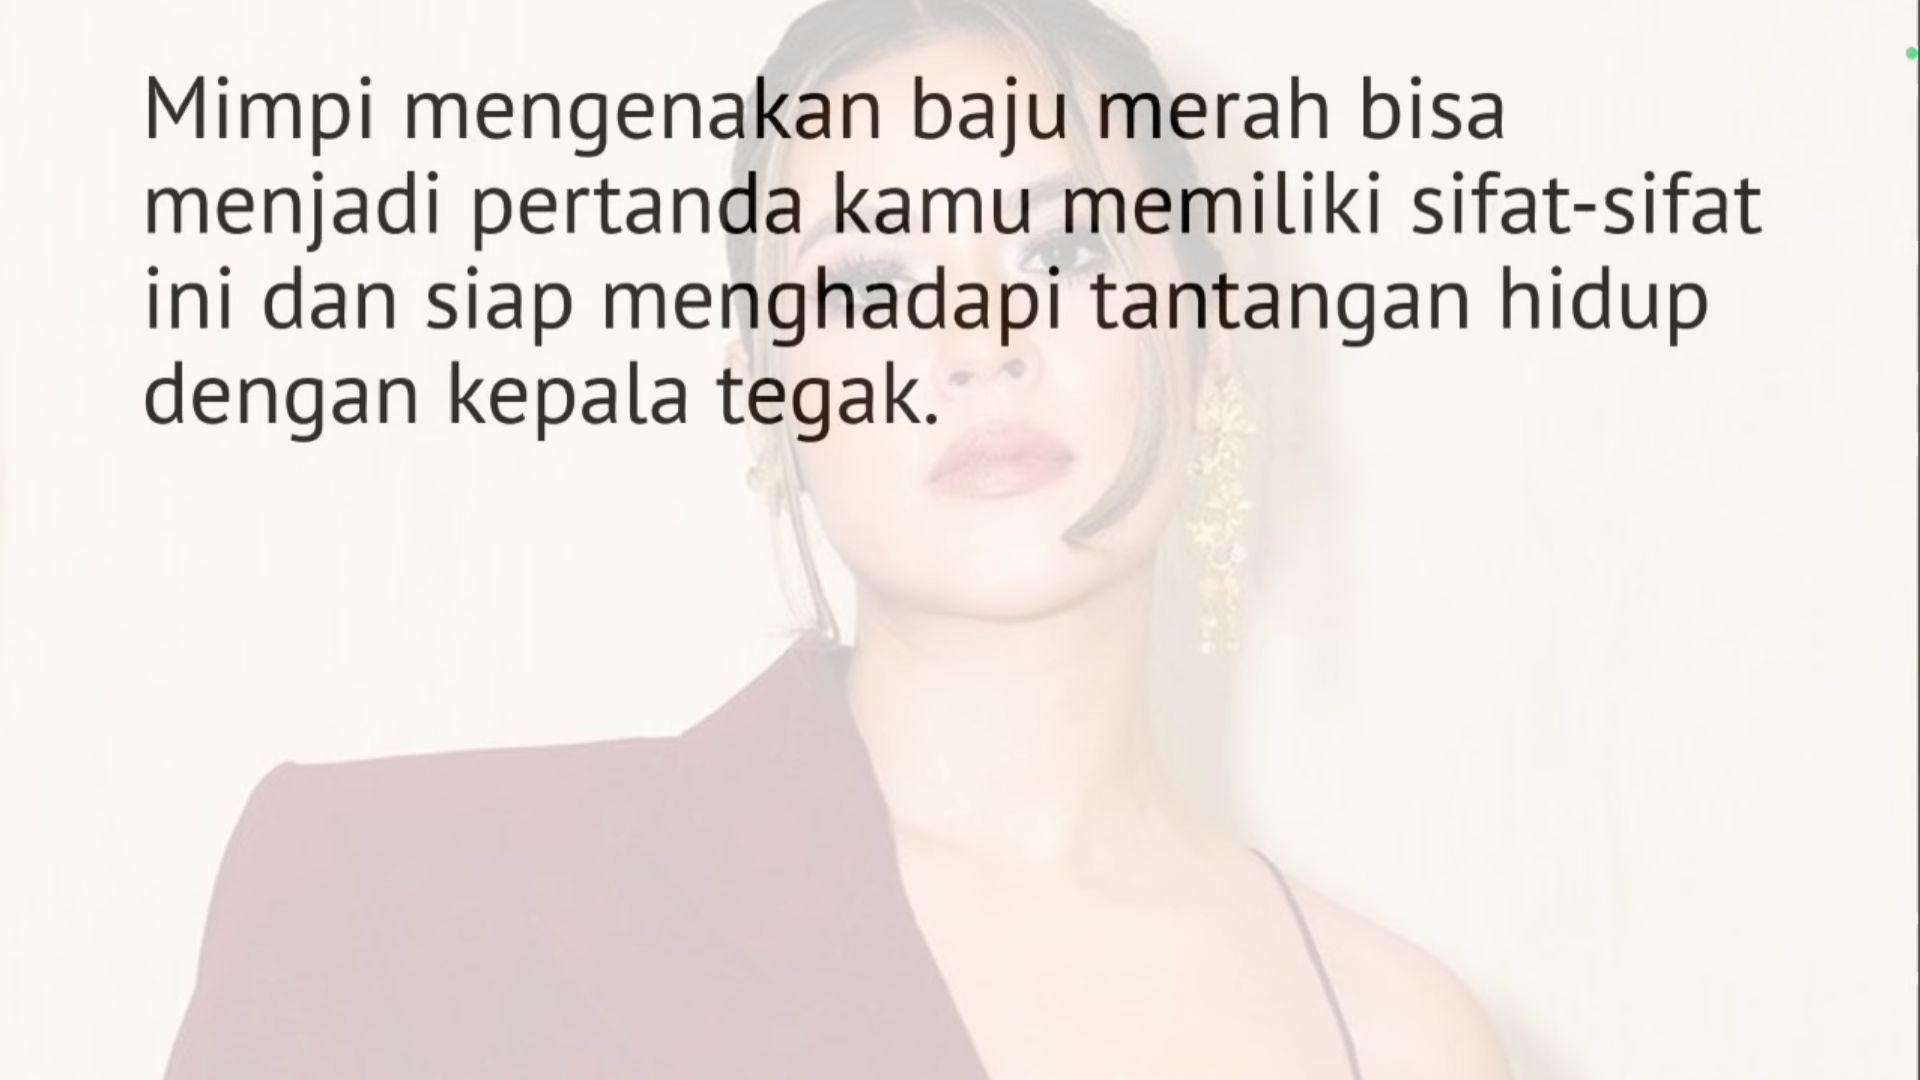 Mimpi mengenakan baju merah bisa
menjadi pertanda kamu memiliki sifat-sifat
ini dan siap menghadapi tantangan hidup
dengan kepala tegak.